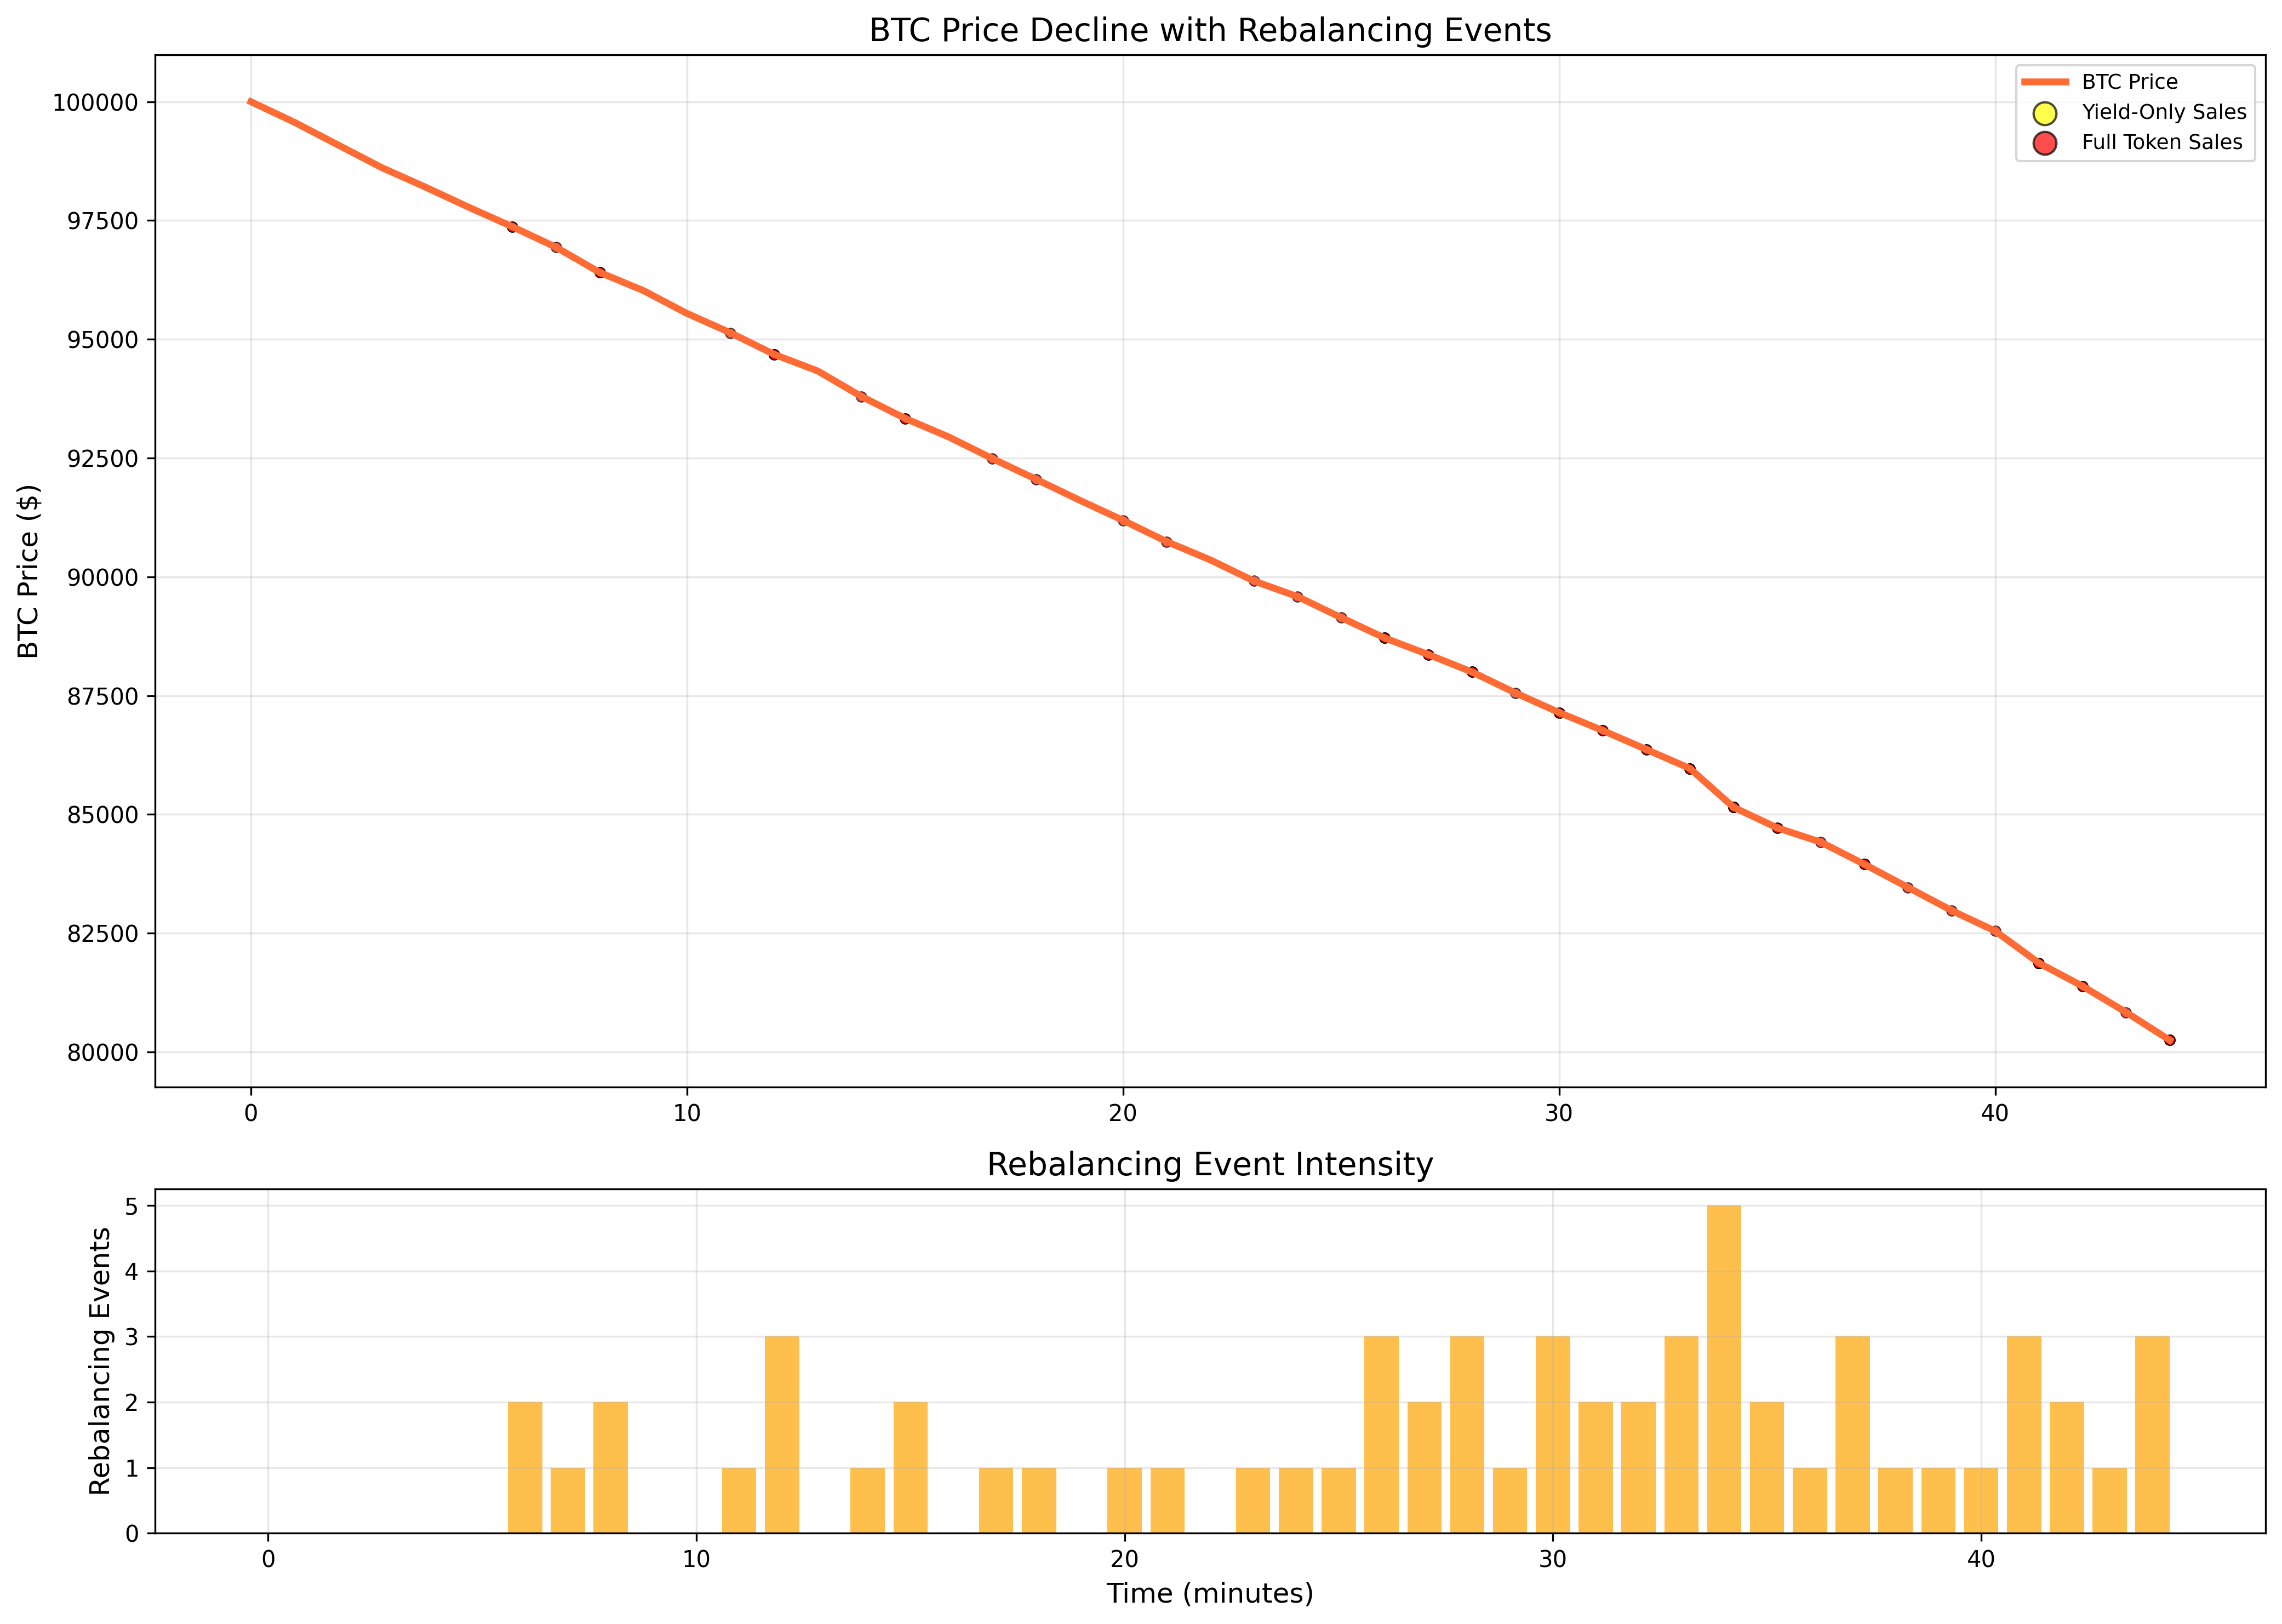 BTC Price Decline with Rebalancing Events
BTC Price
Yield-Only Sales
Full Token Sales
BTC Price ($)
100000
97500
95000
92500
90000
87500
85000
82500
80000
0 10 20 30 40
Rebalancing Event Intensity
Rebalancing Events
5
4
3
2
1
0
0 10 20 30 40
Time (minutes)